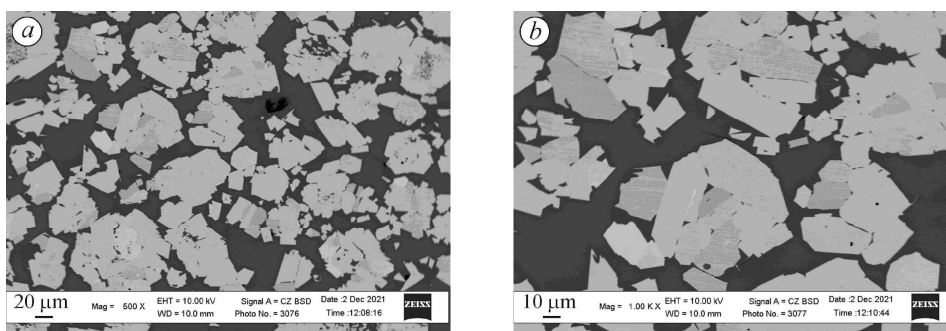 a
20 μm
Mag = 500 X
EHT = 10.00 kV
WD = 10.0 mm
Signal A = CZ BSD
Photo No. = 3076
Date :2 Dec 2021
Time :12:08:16
ZEISS
b
10 μm
Mag = 1.00 K X
EHT = 10.00 kV
WD = 10.0 mm
Signal A = CZ BSD
Photo No. = 3077
Date :2 Dec 2021
Time :12:10:44
ZEISS